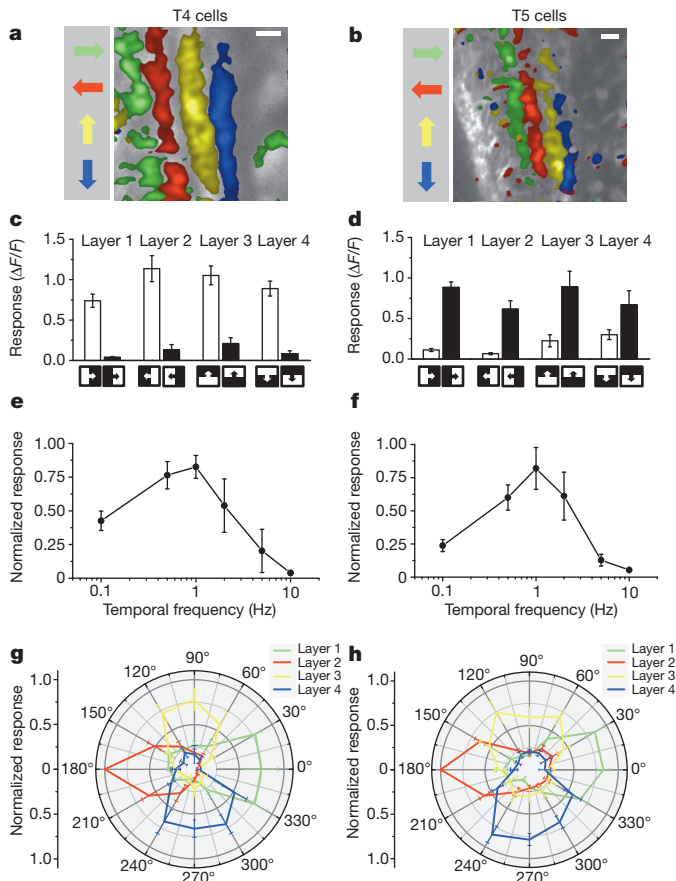 T4 cells
T5 cells
a
b
c
Layer 1 Layer 2 Layer 3 Layer 4
Response (ΔF/F)
1.5
1.0
0.5
0.0
d
Layer 1 Layer 2 Layer 3 Layer 4
Response (ΔF/F)
1.5
1.0
0.5
0.0
e
Normalized response
1.00
0.75
0.50
0.25
0
0.1 1 10
Temporal frequency (Hz)
f
Normalized response
1.00
0.75
0.50
0.25
0
0.1 1 10
Temporal frequency (Hz)
g
Layer 1
Layer 2
Layer 3
Layer 4
Normalized response
1.0
0.5
0
0.5
1.0
90°
120° 60°
150° 30°
180° 0°
210° 330°
240° 300°
270°
h
Layer 1
Layer 2
Layer 3
Layer 4
Normalized response
1.0
0.5
0
0.5
1.0
90°
120° 60°
150° 30°
180° 0°
210° 330°
240° 300°
270°